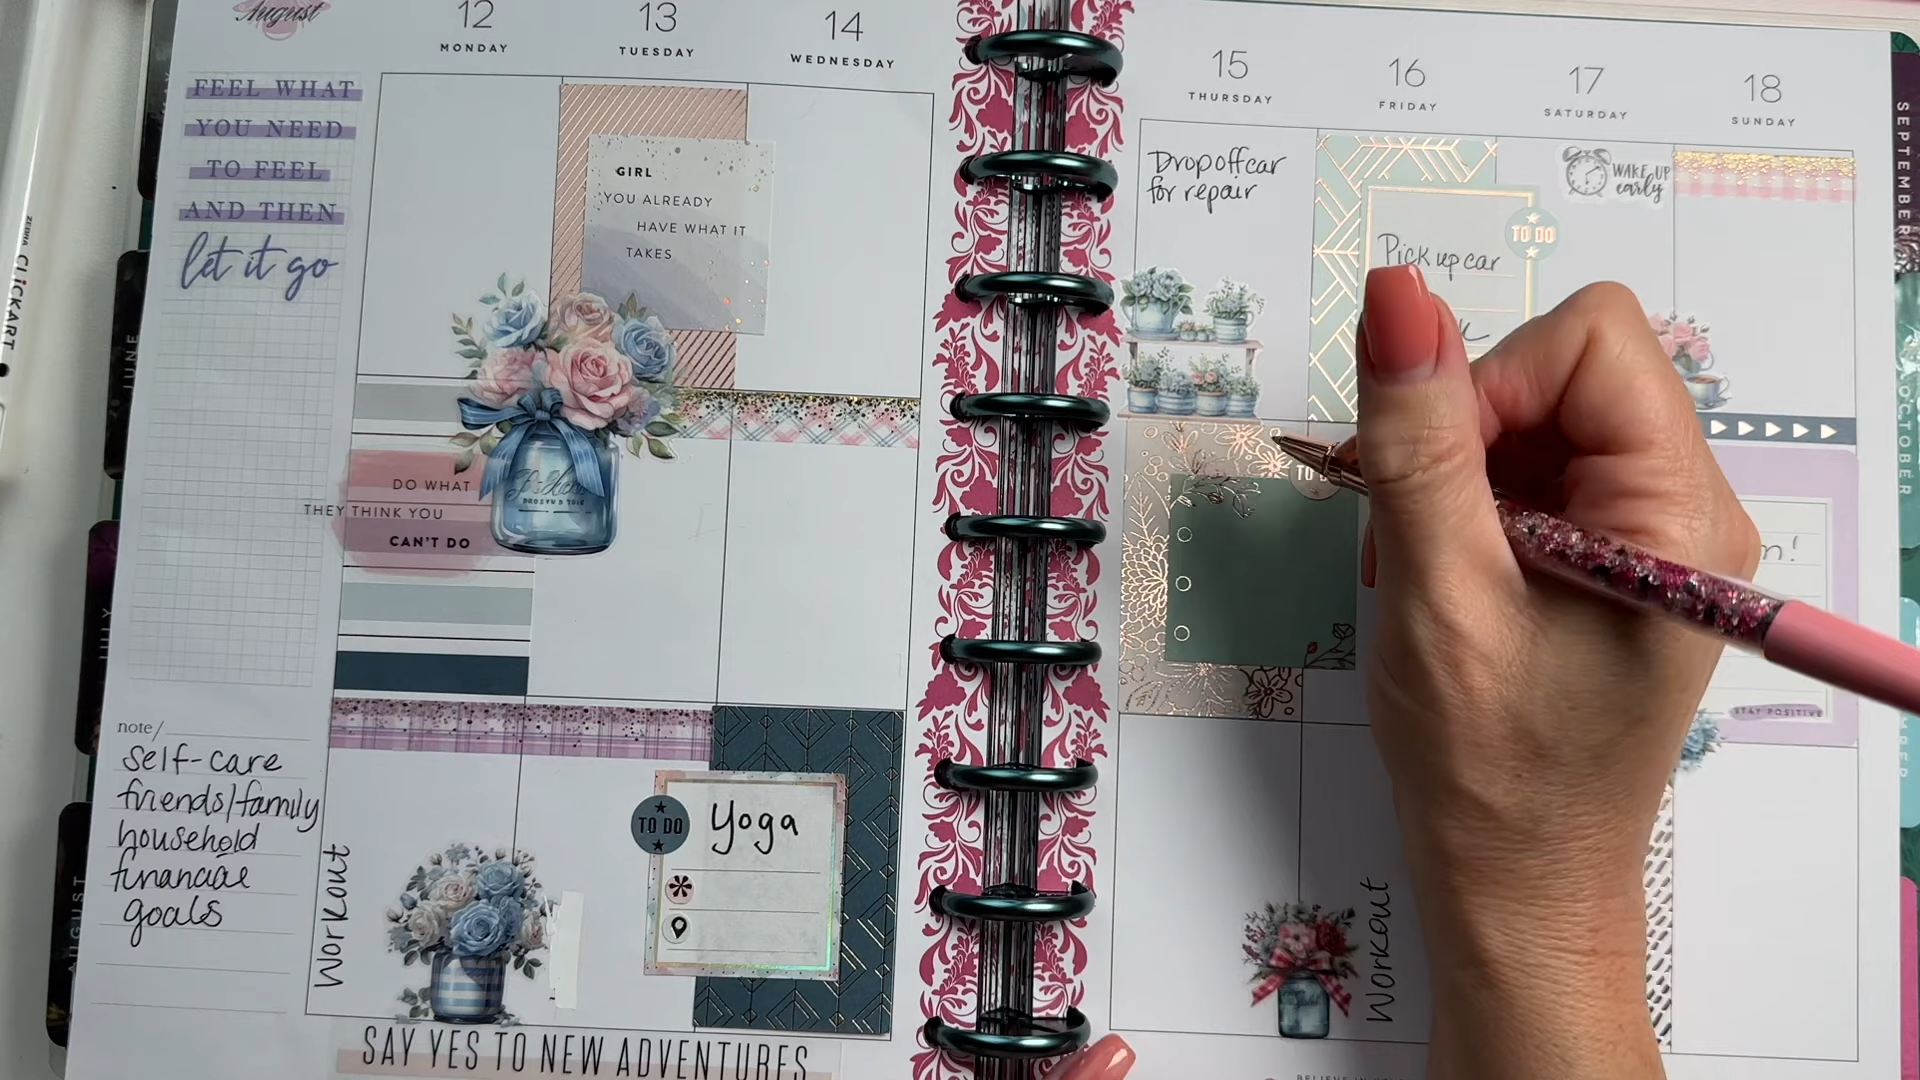 August
12
MONDAY
13
TUESDAY
14
WEDNESDAY
15
THURSDAY
16
FRIDAY
17
SATURDAY
18
SUNDAY
FEEL WHAT
YOU NEED
TO FEEL
AND THEN
let it go
GIRL
YOU ALREADY
HAVE WHAT IT
TAKES
DO WHAT
THEY THINK YOU
CAN'T DO
note/
self-care
friends/family
household
financial
goals
Workout
TO DO
Yoga
SAY YES TO NEW ADVENTURES
Drop off car
for repair
TO DO
Pick up car
WAKE UP
early
STAY POSITIVE
Workout
SEPTEMBER
OCTOBER
JUNE
JULY
AUGUST
ZEBRA CLICKART